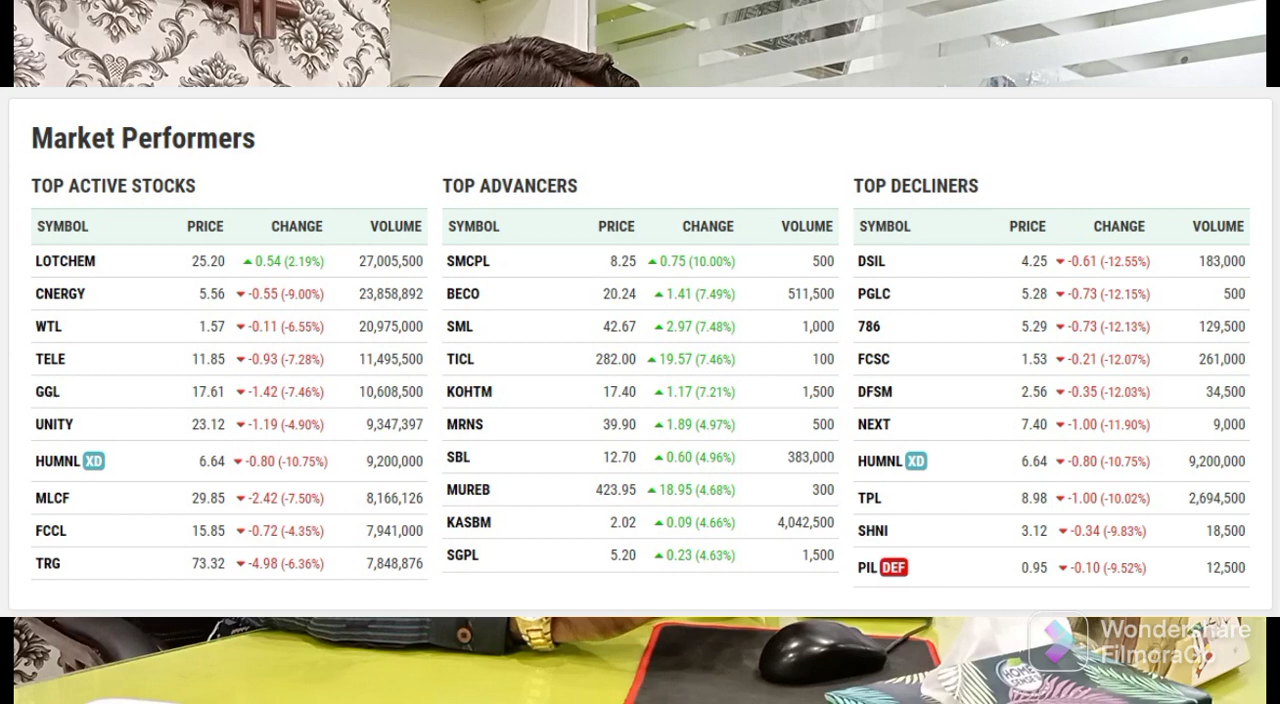 Market Performers
TOP ACTIVE STOCKS
SYMBOL PRICE CHANGE VOLUME
LOTCHEM 25.20 0.54 (2.19%) 27,005,500
CNERGY 5.56 -0.55 (-9.00%) 23,858,892
WTL 1.57 -0.11 (-6.55%) 20,975,000
TELE 11.85 -0.93 (-7.28%) 11,495,500
GGL 17.61 -1.42 (-7.46%) 10,608,500
UNITY 23.12 -1.19 (-4.90%) 9,347,397
HUMNL XD 6.64 -0.80 (-10.75%) 9,200,000
MLCF 29.85 -2.42 (-7.50%) 8,166,126
FCCL 15.85 -0.72 (-4.35%) 7,941,000
TRG 73.32 -4.98 (-6.36%) 7,848,876
TOP ADVANCERS
SYMBOL PRICE CHANGE VOLUME
SMCPL 8.25 0.75 (10.00%) 500
BECO 20.24 1.41 (7.49%) 511,500
SML 42.67 2.97 (7.48%) 1,000
TICL 282.00 19.57 (7.46%) 100
KOHTM 17.40 1.17 (7.21%) 1,500
MRNS 39.90 1.89 (4.97%) 500
SBL 12.70 0.60 (4.96%) 383,000
MUREB 423.95 18.95 (4.68%) 300
KASBM 2.02 0.09 (4.66%) 4,042,500
SGPL 5.20 0.23 (4.63%) 1,500
TOP DECLINERS
SYMBOL PRICE CHANGE VOLUME
DSIL 4.25 -0.61 (-12.55%) 183,000
PGLC 5.28 -0.73 (-12.15%) 500
786 5.29 -0.73 (-12.13%) 129,500
FCSC 1.53 -0.21 (-12.07%) 261,000
DFSM 2.56 -0.35 (-12.03%) 34,500
NEXT 7.40 -1.00 (-11.90%) 9,000
HUMNL XD 6.64 -0.80 (-10.75%) 9,200,000
TPL 8.98 -1.00 (-10.02%) 2,694,500
SHNI 3.12 -0.34 (-9.83%) 18,500
PIL DEF 0.95 -0.10 (-9.52%) 12,500
Wondershare
FilmoraGo